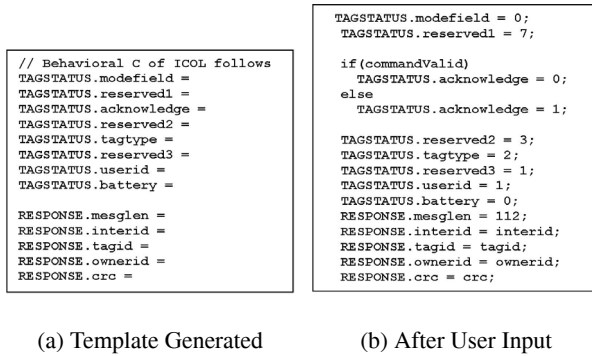 // Behavioral C of ICOL follows
TAGSTATUS.modefield =
TAGSTATUS.reserved1 =
TAGSTATUS.acknowledge =
TAGSTATUS.reserved2 =
TAGSTATUS.tagtype =
TAGSTATUS.reserved3 =
TAGSTATUS.userid =
TAGSTATUS.battery =
RESPONSE.mesglen =
RESPONSE.interid =
RESPONSE.tagid =
RESPONSE.ownerid =
RESPONSE.crc =
(a) Template Generated
TAGSTATUS.modefield = 0;
TAGSTATUS.reserved1 = 7;
if(commandValid)
TAGSTATUS.acknowledge = 0;
else
TAGSTATUS.acknowledge = 1;
TAGSTATUS.reserved2 = 3;
TAGSTATUS.tagtype = 2;
TAGSTATUS.reserved3 = 1;
TAGSTATUS.userid = 1;
TAGSTATUS.battery = 0;
RESPONSE.mesglen = 112;
RESPONSE.interid = interid;
RESPONSE.tagid = tagid;
RESPONSE.ownerid = ownerid;
RESPONSE.crc = crc;
(b) After User Input